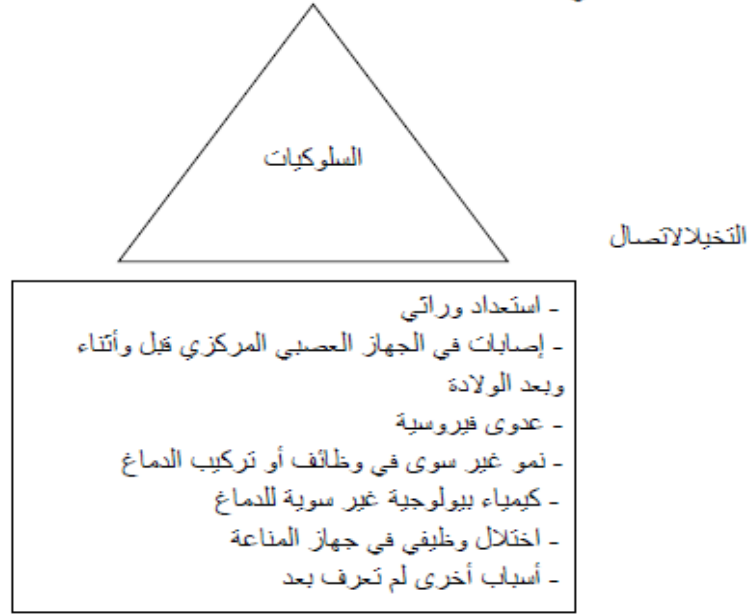 السلوكيات
التخيلالاتصال
- استعداد وراثي
- إصابات في الجهاز العصبي المركزي قبل وأثناء
وبعد الولادة
- عدوى فيروسية
- نمو غير سوى في وظائف أو تركيب الدماغ
- كيمياء بيولوجية غير سوية للدماغ
- اختلال وظيفي في جهاز المناعة
- أسباب أخرى لم تعرف بعد